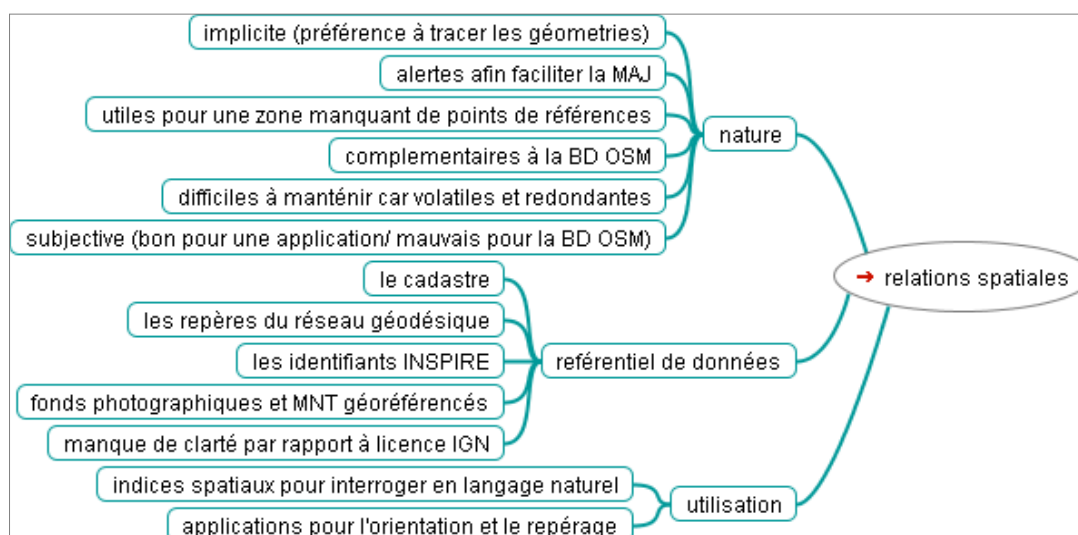 implicite (préférence à tracer les géometries)
alertes afin faciliter la MAJ
utiles pour une zone manquant de points de références
nature
complementaires à la BD OSM
difficiles à manténir car volatiles et redondantes
subjective (bon pour une application/ mauvais pour la BD OSM)
➜ relations spatiales
le cadastre
les repères du réseau géodésique
les identifiants INSPIRE
reférentiel de données
fonds photographiques et MNT géoréférencés
manque de clarté par rapport à licence IGN
indices spatiaux pour interroger en langage naturel
utilisation
applications pour l'orientation et le repérage